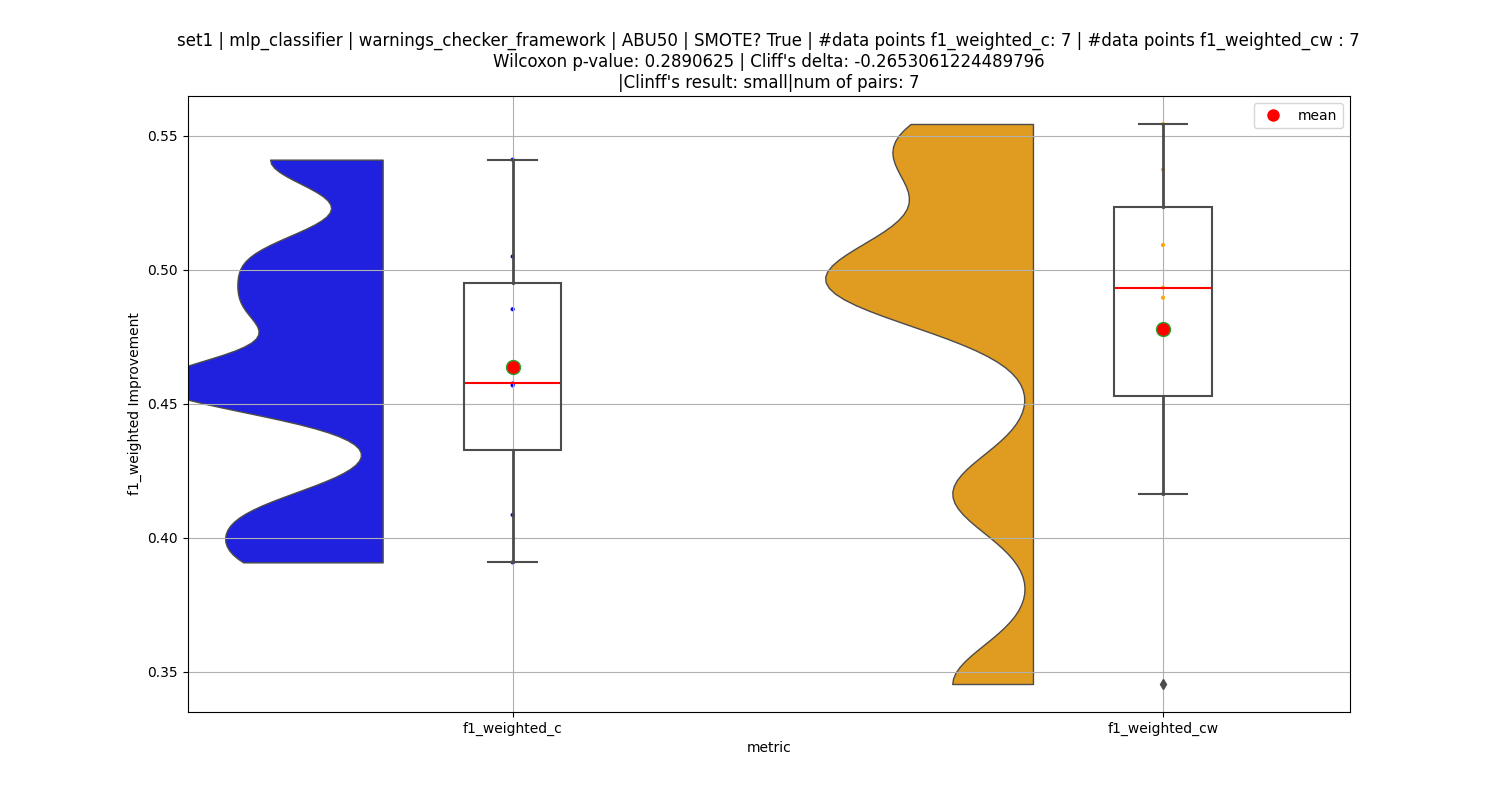 set1 | mlp_classifier | warnings_checker_framework | ABU50 | SMOTE? True | #data points f1_weighted_c: 7 | #data points f1_weighted_cw : 7
Wilcoxon p-value: 0.2890625 | Cliff's delta: -0.2653061224489796
|Clinff's result: small|num of pairs: 7
mean
0.55
0.50
0.45
0.40
0.35
f1_weighted Improvement
f1_weighted_c
f1_weighted_cw
metric